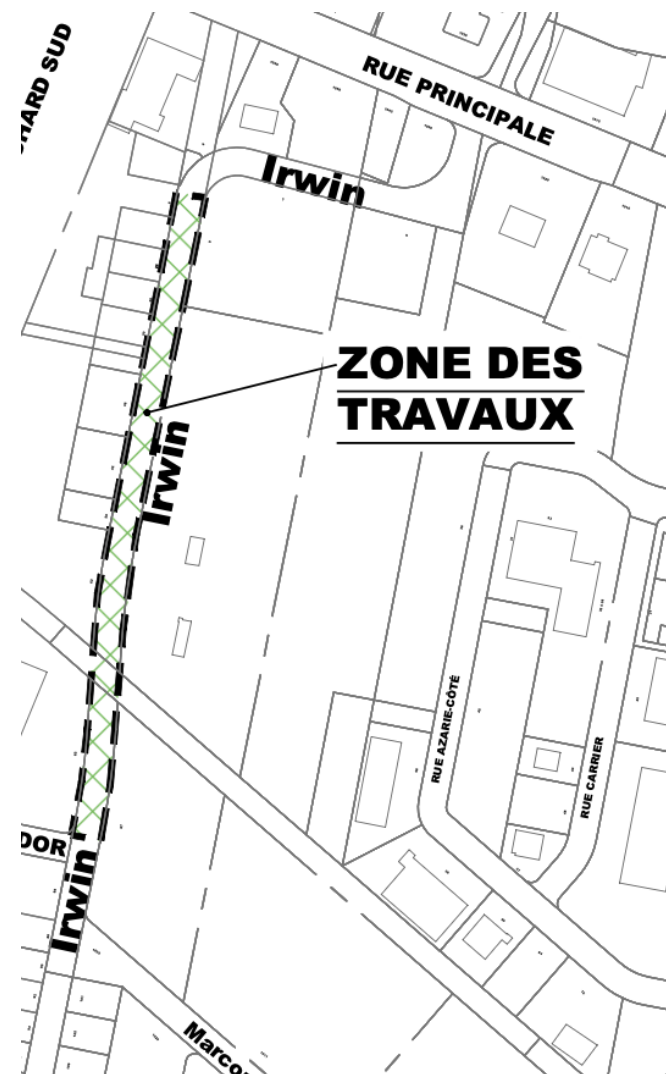 HARD SUD
RUE PRINCIPALE
Irwin
ZONE DES
TRAVAUX
Irwin
RUE AZARIE-CÔTÉ
RUE CARRIER
DOR
Irwin
Marco